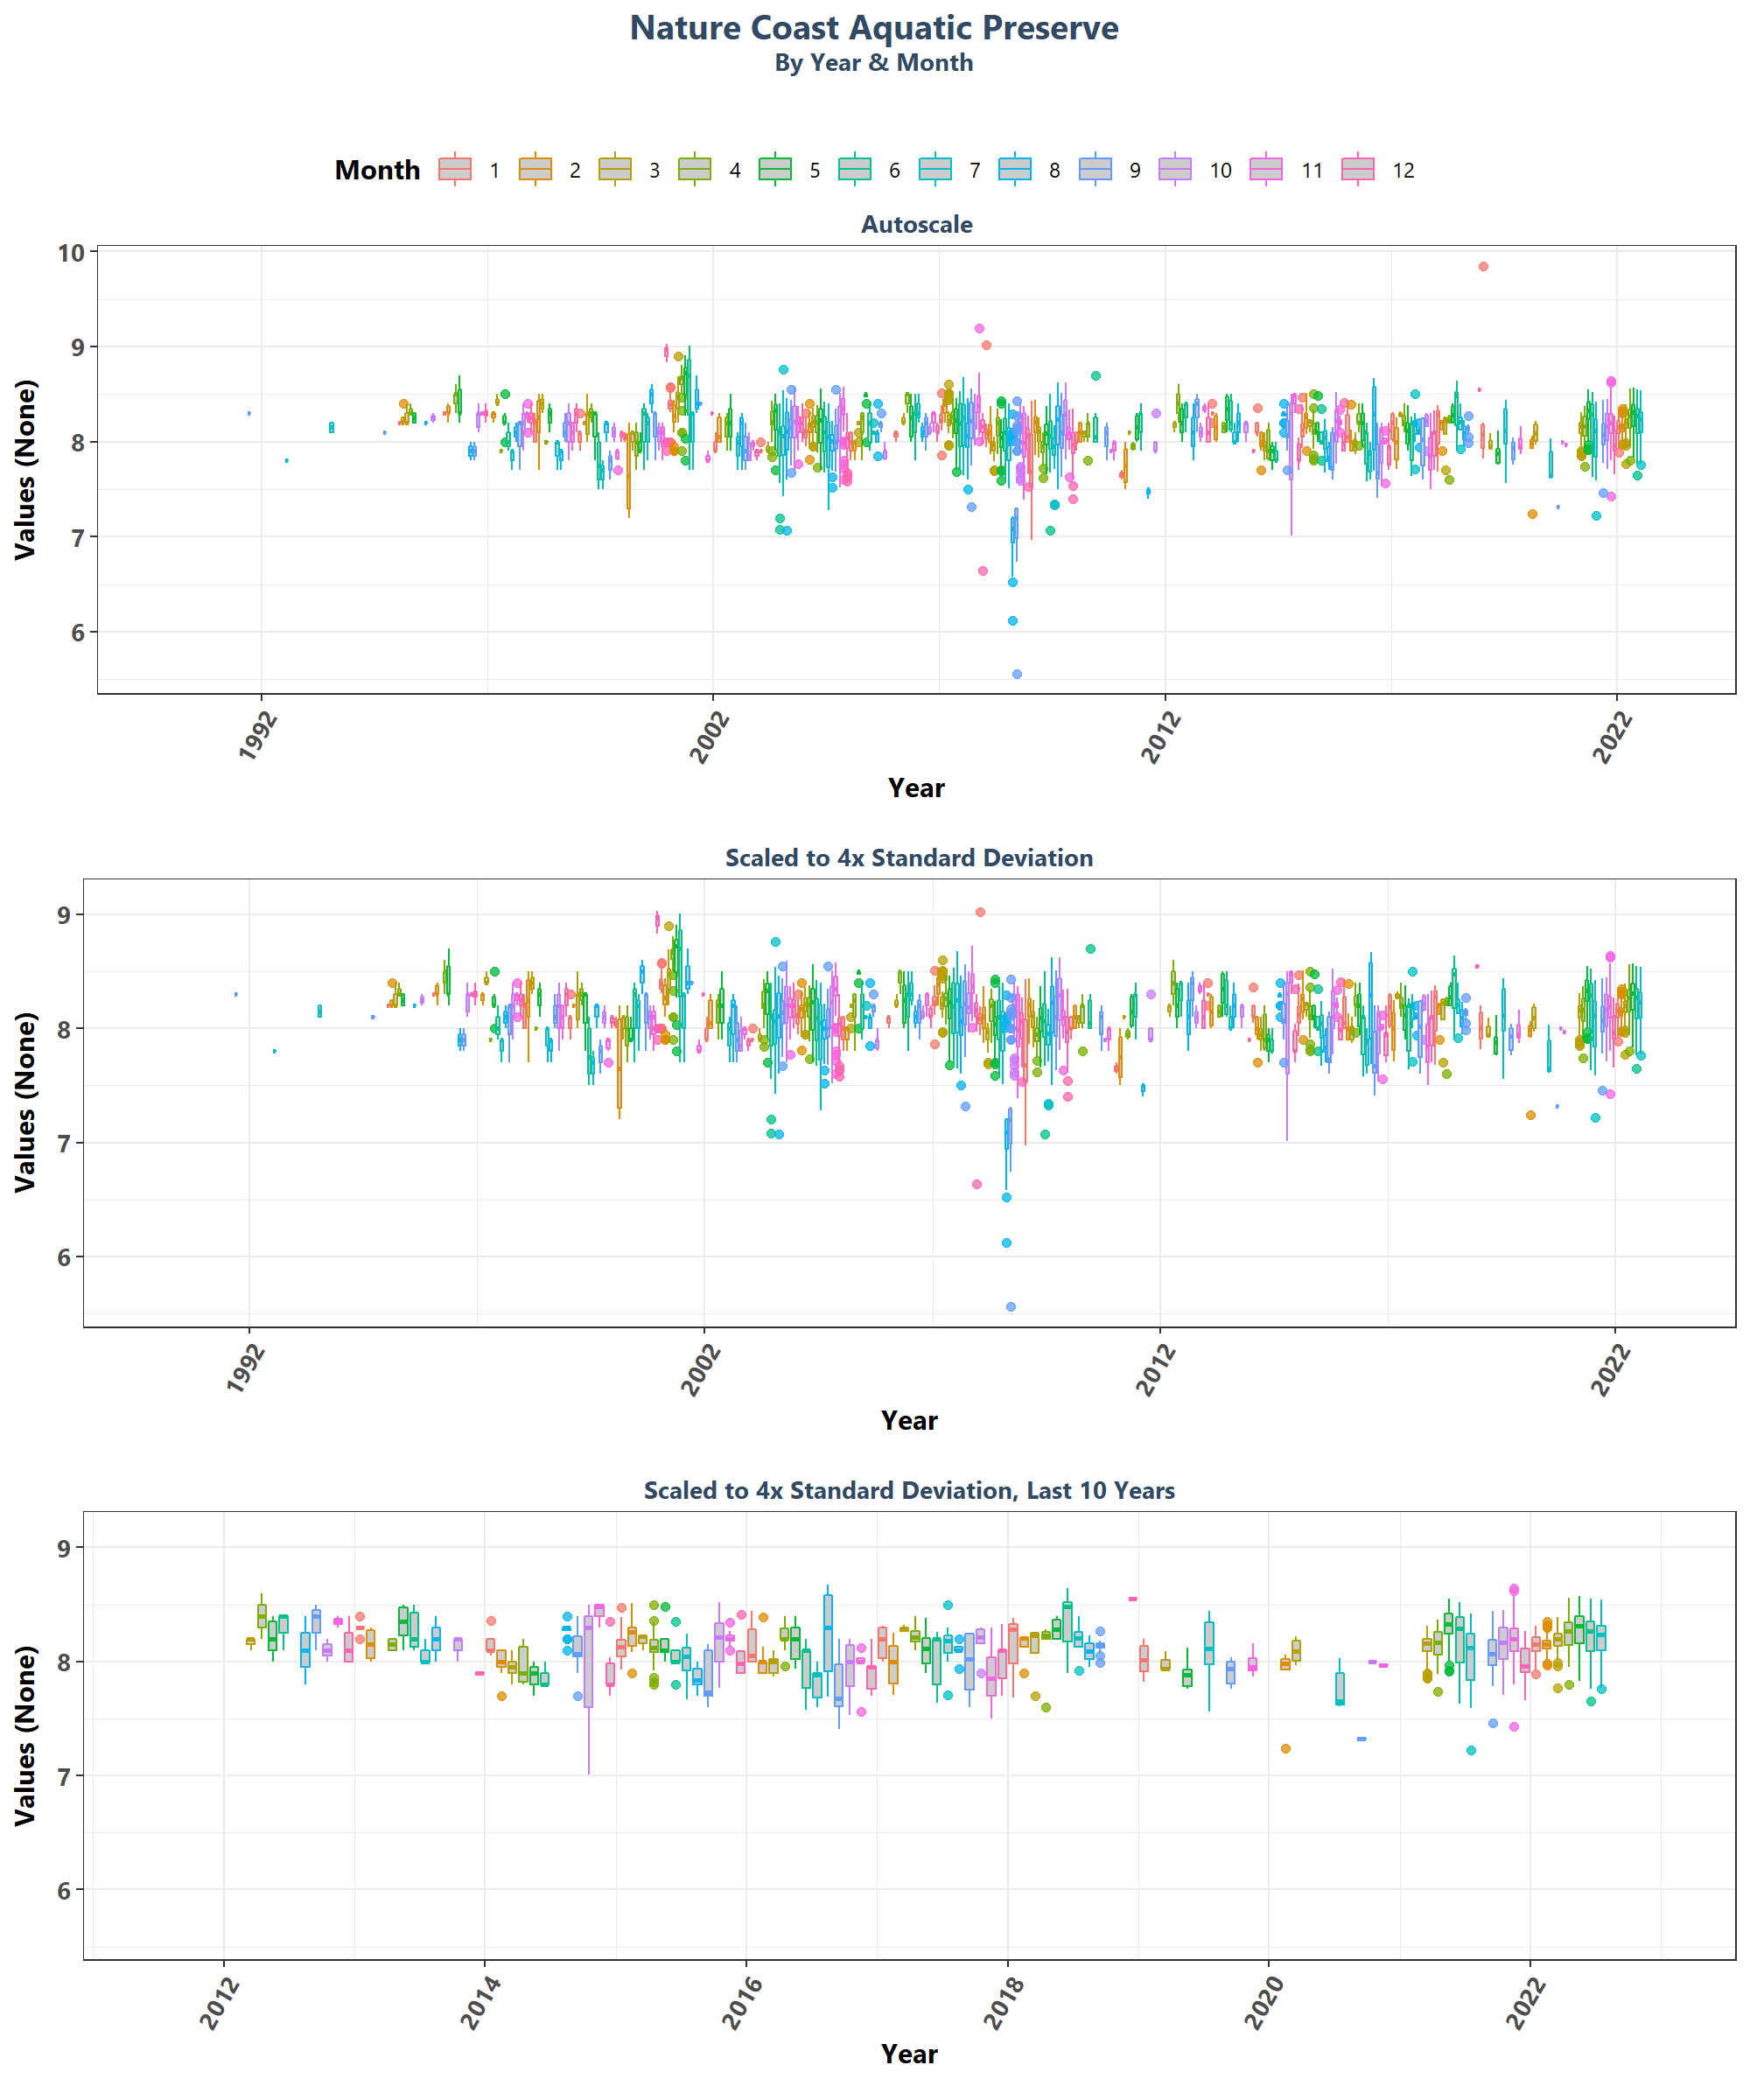 Nature Coast Aquatic Preserve
By Year & Month
Month 1 2 3 4 5 6 7 8 9 10 11 12
Autoscale
10
9
8
7
6
Values (None)
1992 2002 2012 2022
Year
Scaled to 4x Standard Deviation
9
8
7
6
Values (None)
1992 2002 2012 2022
Year
Scaled to 4x Standard Deviation, Last 10 Years
9
8
7
6
Values (None)
2012 2014 2016 2018 2020 2022
Year